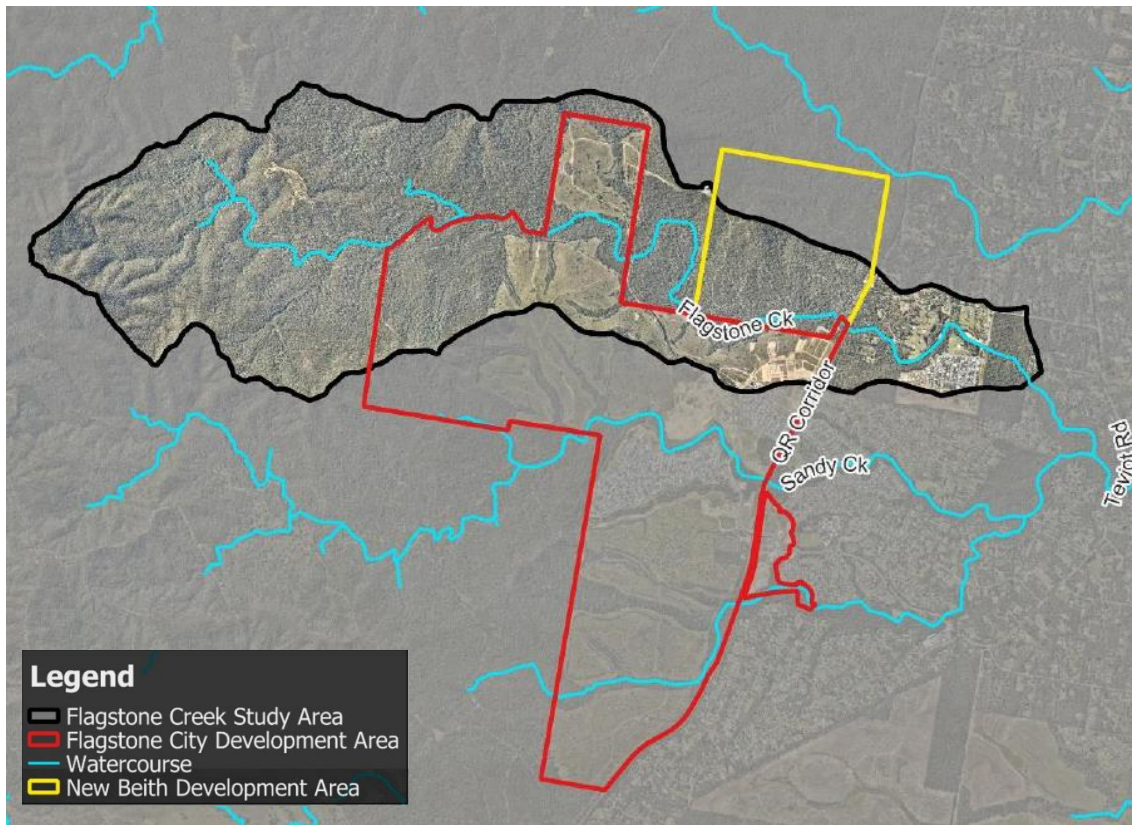 Flagstone Ck
QR Corridor
Sandy Ck
Teviot Rd
Legend
Flagstone Creek Study Area
Flagstone City Development Area
Watercourse
New Beith Development Area